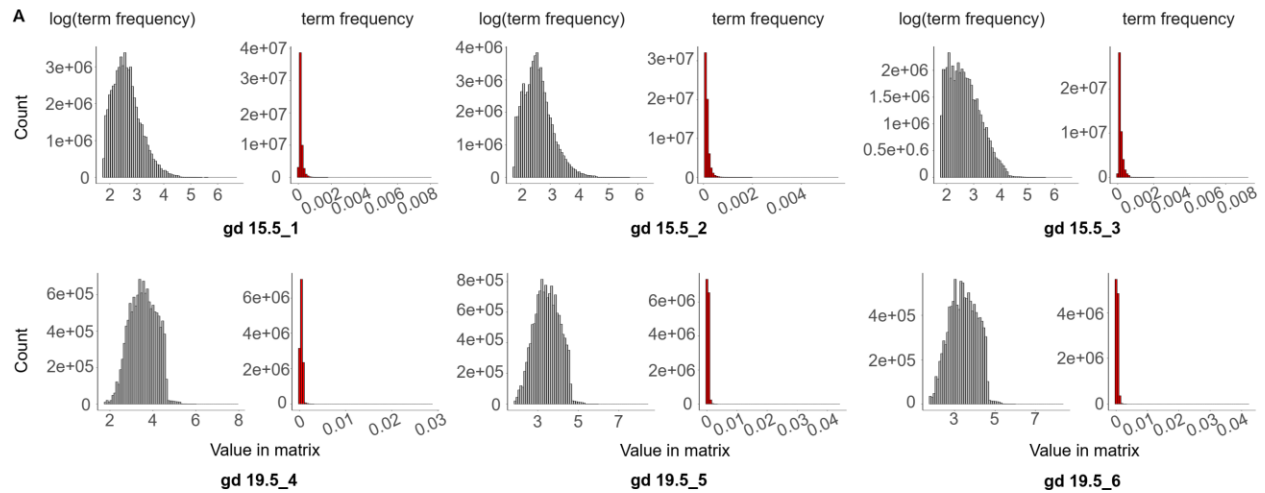 A
log(term frequency) term frequency log(term frequency) term frequency log(term frequency) term frequency
Count
3e+06
2e+06
1e+06
0
2 3 4 5 6
4e+07
3e+07
2e+07
1e+07
0
0 0.002 0.004 0.006 0.008
gd 15.5_1
4e+06
3e+06
2e+06
1e+06
0
2 3 4 5 6
3e+07
2e+07
1e+07
0
0 0.002 0.004
gd 15.5_2
2e+06
1.5e+06
1e+06
0.5e+0.6
0
2 3 4 5 6
2e+07
1e+07
0
0 0.002 0.004 0.006 0.008
gd 15.5_3
Count
6e+05
4e+05
2e+05
0
2 4 6 8
6e+06
4e+06
2e+06
0
0 0.01 0.02 0.03
Value in matrix
gd 19.5_4
8e+05
6e+05
4e+05
2e+05
0
3 5 7
6e+06
4e+06
2e+06
0
0 0.01 0.02 0.03 0.04
Value in matrix
gd 19.5_5
4e+05
2e+05
0
3 5 7
4e+06
2e+06
0
0 0.01 0.02 0.03 0.04
Value in matrix
gd 19.5_6